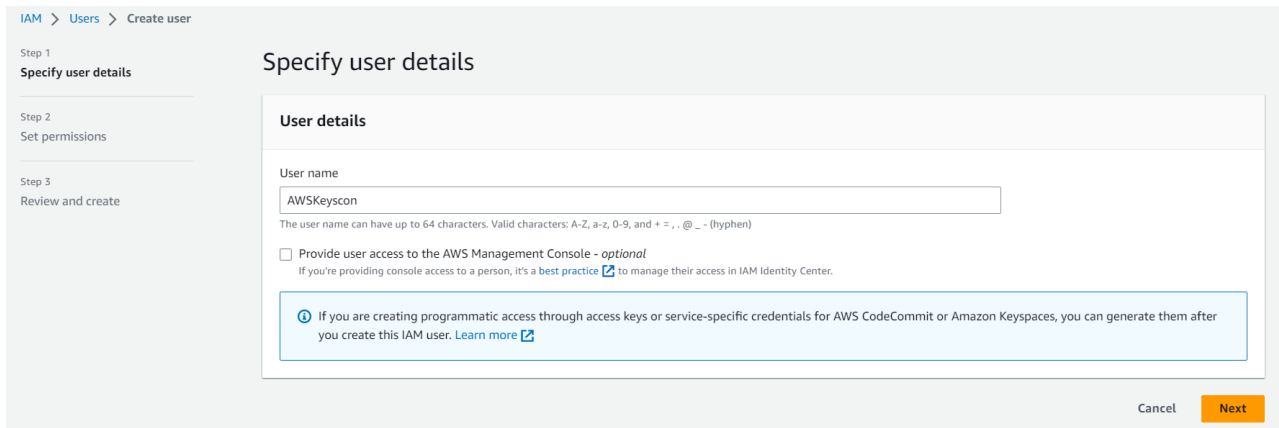 IAM > Users > Create user
Step 1
Specify user details
Step 2
Set permissions
Step 3
Review and create
Specify user details
User details
User name
AWSKeyscon
The user name can have up to 64 characters. Valid characters: A-Z, a-z, 0-9, and + = , . @ _ - (hyphen)
Provide user access to the AWS Management Console - optional
If you're providing console access to a person, it's a best practice to manage their access in IAM Identity Center.
If you are creating programmatic access through access keys or service-specific credentials for AWS CodeCommit or Amazon Keyspaces, you can generate them after
you create this IAM user. Learn more
Cancel
Next